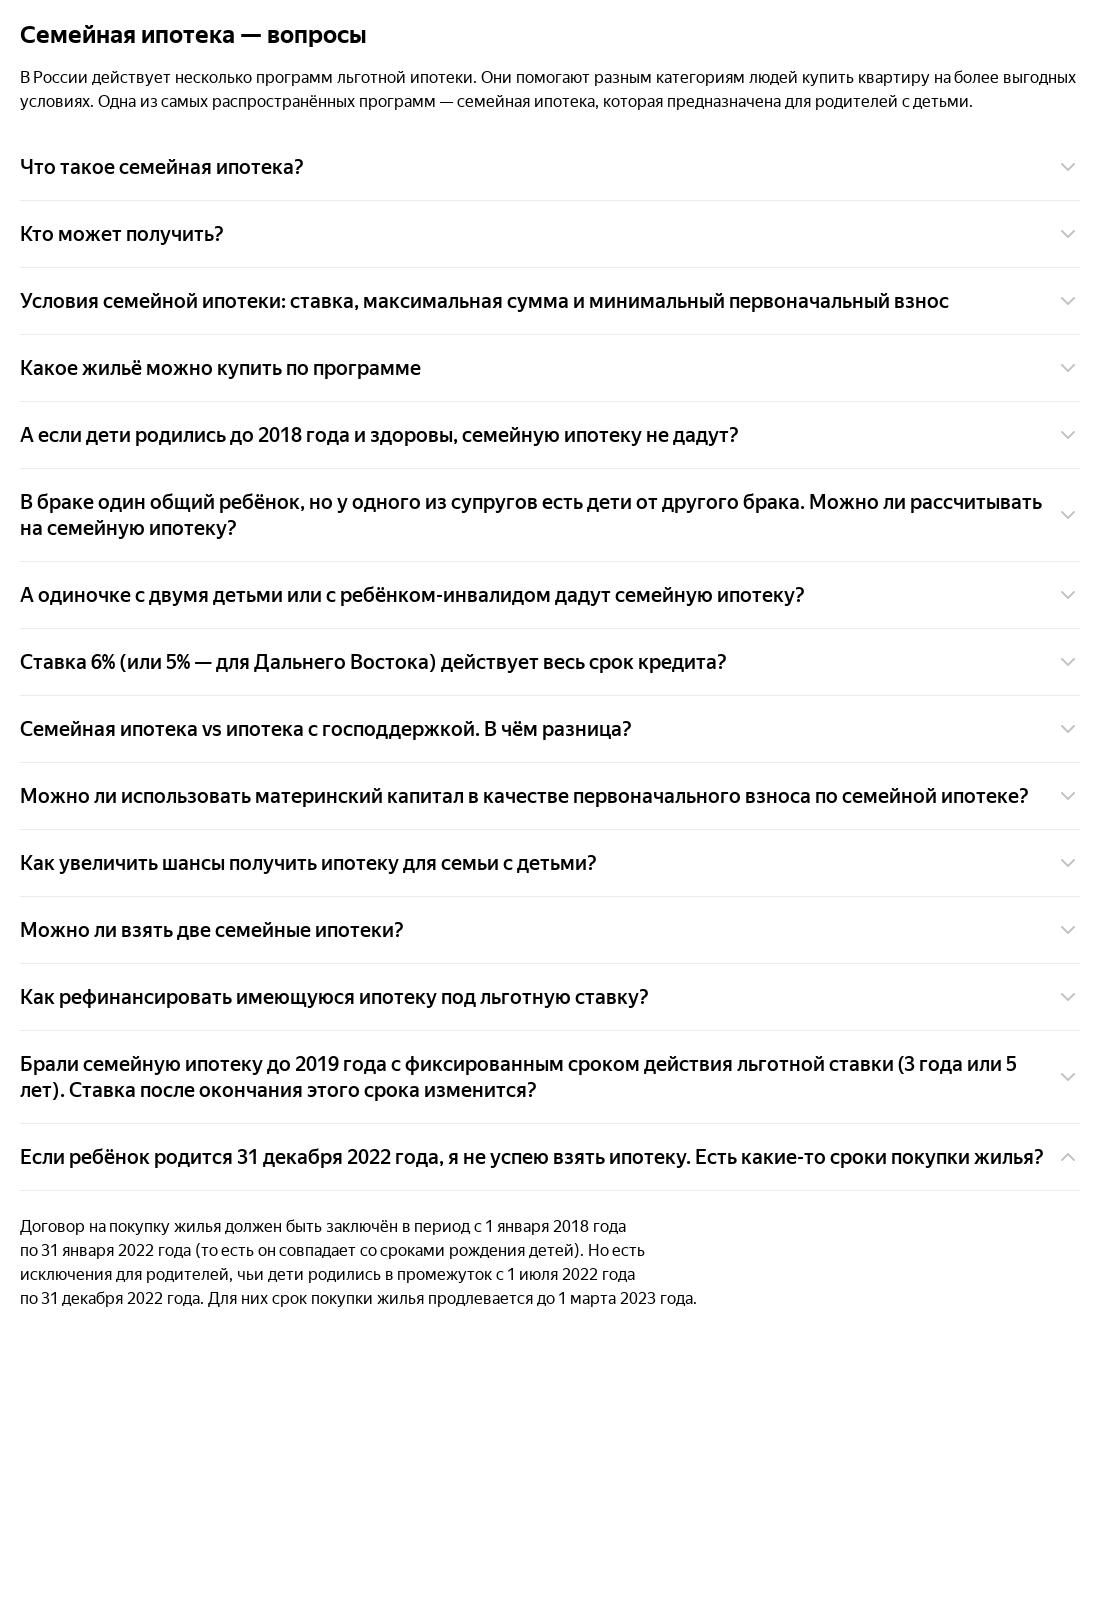 Семейная ипотека — вопросы
В России действует несколько программ льготной ипотеки. Они помогают разным категориям людей купить квартиру на более выгодных
условиях. Одна из самых распространённых программ — семейная ипотека, которая предназначена для родителей с детьми.
Что такое семейная ипотека?
Кто может получить?
Условия семейной ипотеки: ставка, максимальная сумма и минимальный первоначальный взнос
Какое жильё можно купить по программе
А если дети родились до 2018 года и здоровы, семейную ипотеку не дадут?
В браке один общий ребёнок, но у одного из супругов есть дети от другого брака. Можно ли рассчитывать
на семейную ипотеку?
А одиночке с двумя детьми или с ребёнком-инвалидом дадут семейную ипотеку?
Ставка 6% (или 5% — для Дальнего Востока) действует весь срок кредита?
Семейная ипотека vs ипотека с господдержкой. В чём разница?
Можно ли использовать материнский капитал в качестве первоначального взноса по семейной ипотеке?
Как увеличить шансы получить ипотеку для семьи с детьми?
Можно ли взять две семейные ипотеки?
Как рефинансировать имеющуюся ипотеку под льготную ставку?
Брали семейную ипотеку до 2019 года с фиксированным сроком действия льготной ставки (3 года или 5
лет). Ставка после окончания этого срока изменится?
Если ребёнок родится 31 декабря 2022 года, я не успею взять ипотеку. Есть какие-то сроки покупки жилья?
Договор на покупку жилья должен быть заключён в период с 1 января 2018 года
по 31 января 2022 года (то есть он совпадает со сроками рождения детей). Но есть
исключения для родителей, чьи дети родились в промежуток с 1 июля 2022 года
по 31 декабря 2022 года. Для них срок покупки жилья продлевается до 1 марта 2023 года.